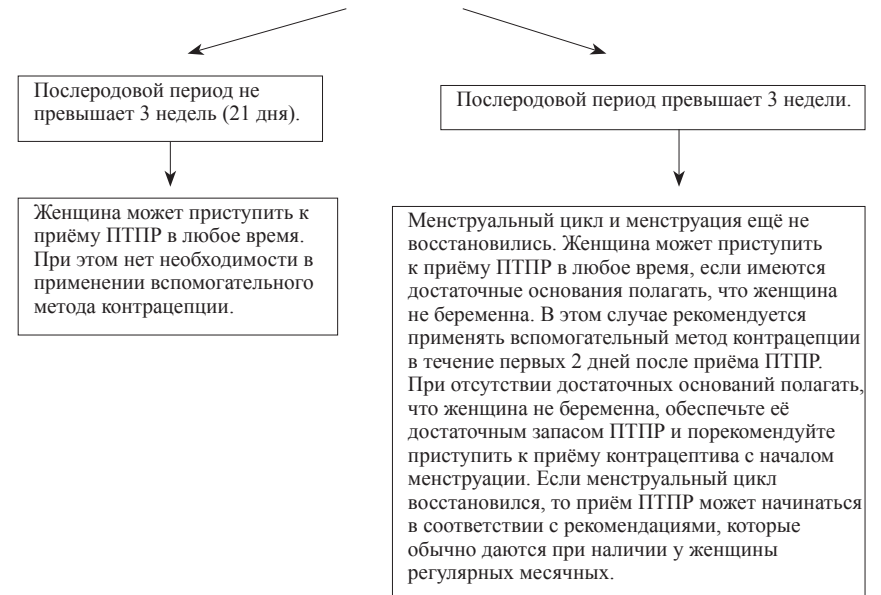 Послеродовой период не
превышает 3 недель (21 дня).
Послеродовой период превышает 3 недели.
Женщина может приступить к
приёму ПТПР в любое время.
При этом нет необходимости в
применении вспомогательного
метода контрацепции.
Менструальный цикл и менструация ещё не
восстановились. Женщина может приступить
к приёму ПТПР в любое время, если имеются
достаточные основания полагать, что женщина
не беременна. В этом случае рекомендуется
применять вспомогательный метод контрацепции
в течение первых 2 дней после приёма ПТПР.
При отсутствии достаточных оснований полагать,
что женщина не беременна, обеспечьте её
достаточным запасом ПТПР и порекомендуйте
приступить к приёму контрацептива с началом
менструации. Если менструальный цикл
восстановился, то приём ПТПР может начинаться
в соответствии с рекомендациями, которые
обычно даются при наличии у женщины
регулярных месячных.